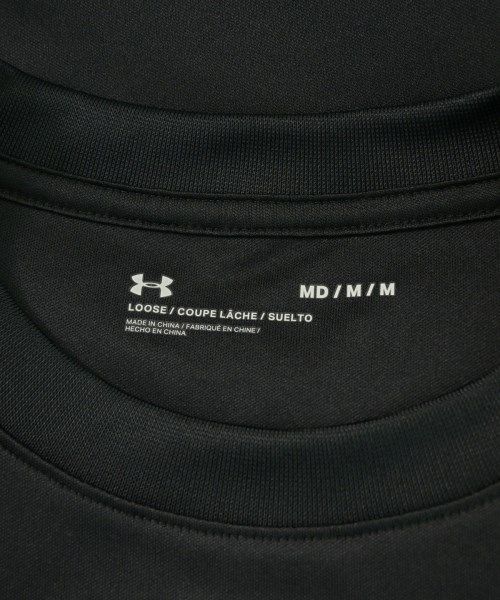 MD / M / M
LOOSE / COUPE LÂCHE / SUELTO
MADE IN CHINA / FABRIQUÉ EN CHINE /
HECHO EN CHINA